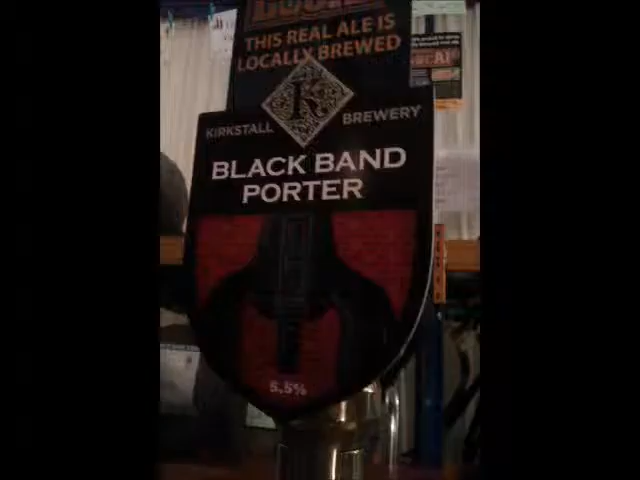 THIS REAL ALE IS
LOCALLY BREWED
K
KIRKSTALL BREWERY
BLACK BAND
PORTER
5.5%